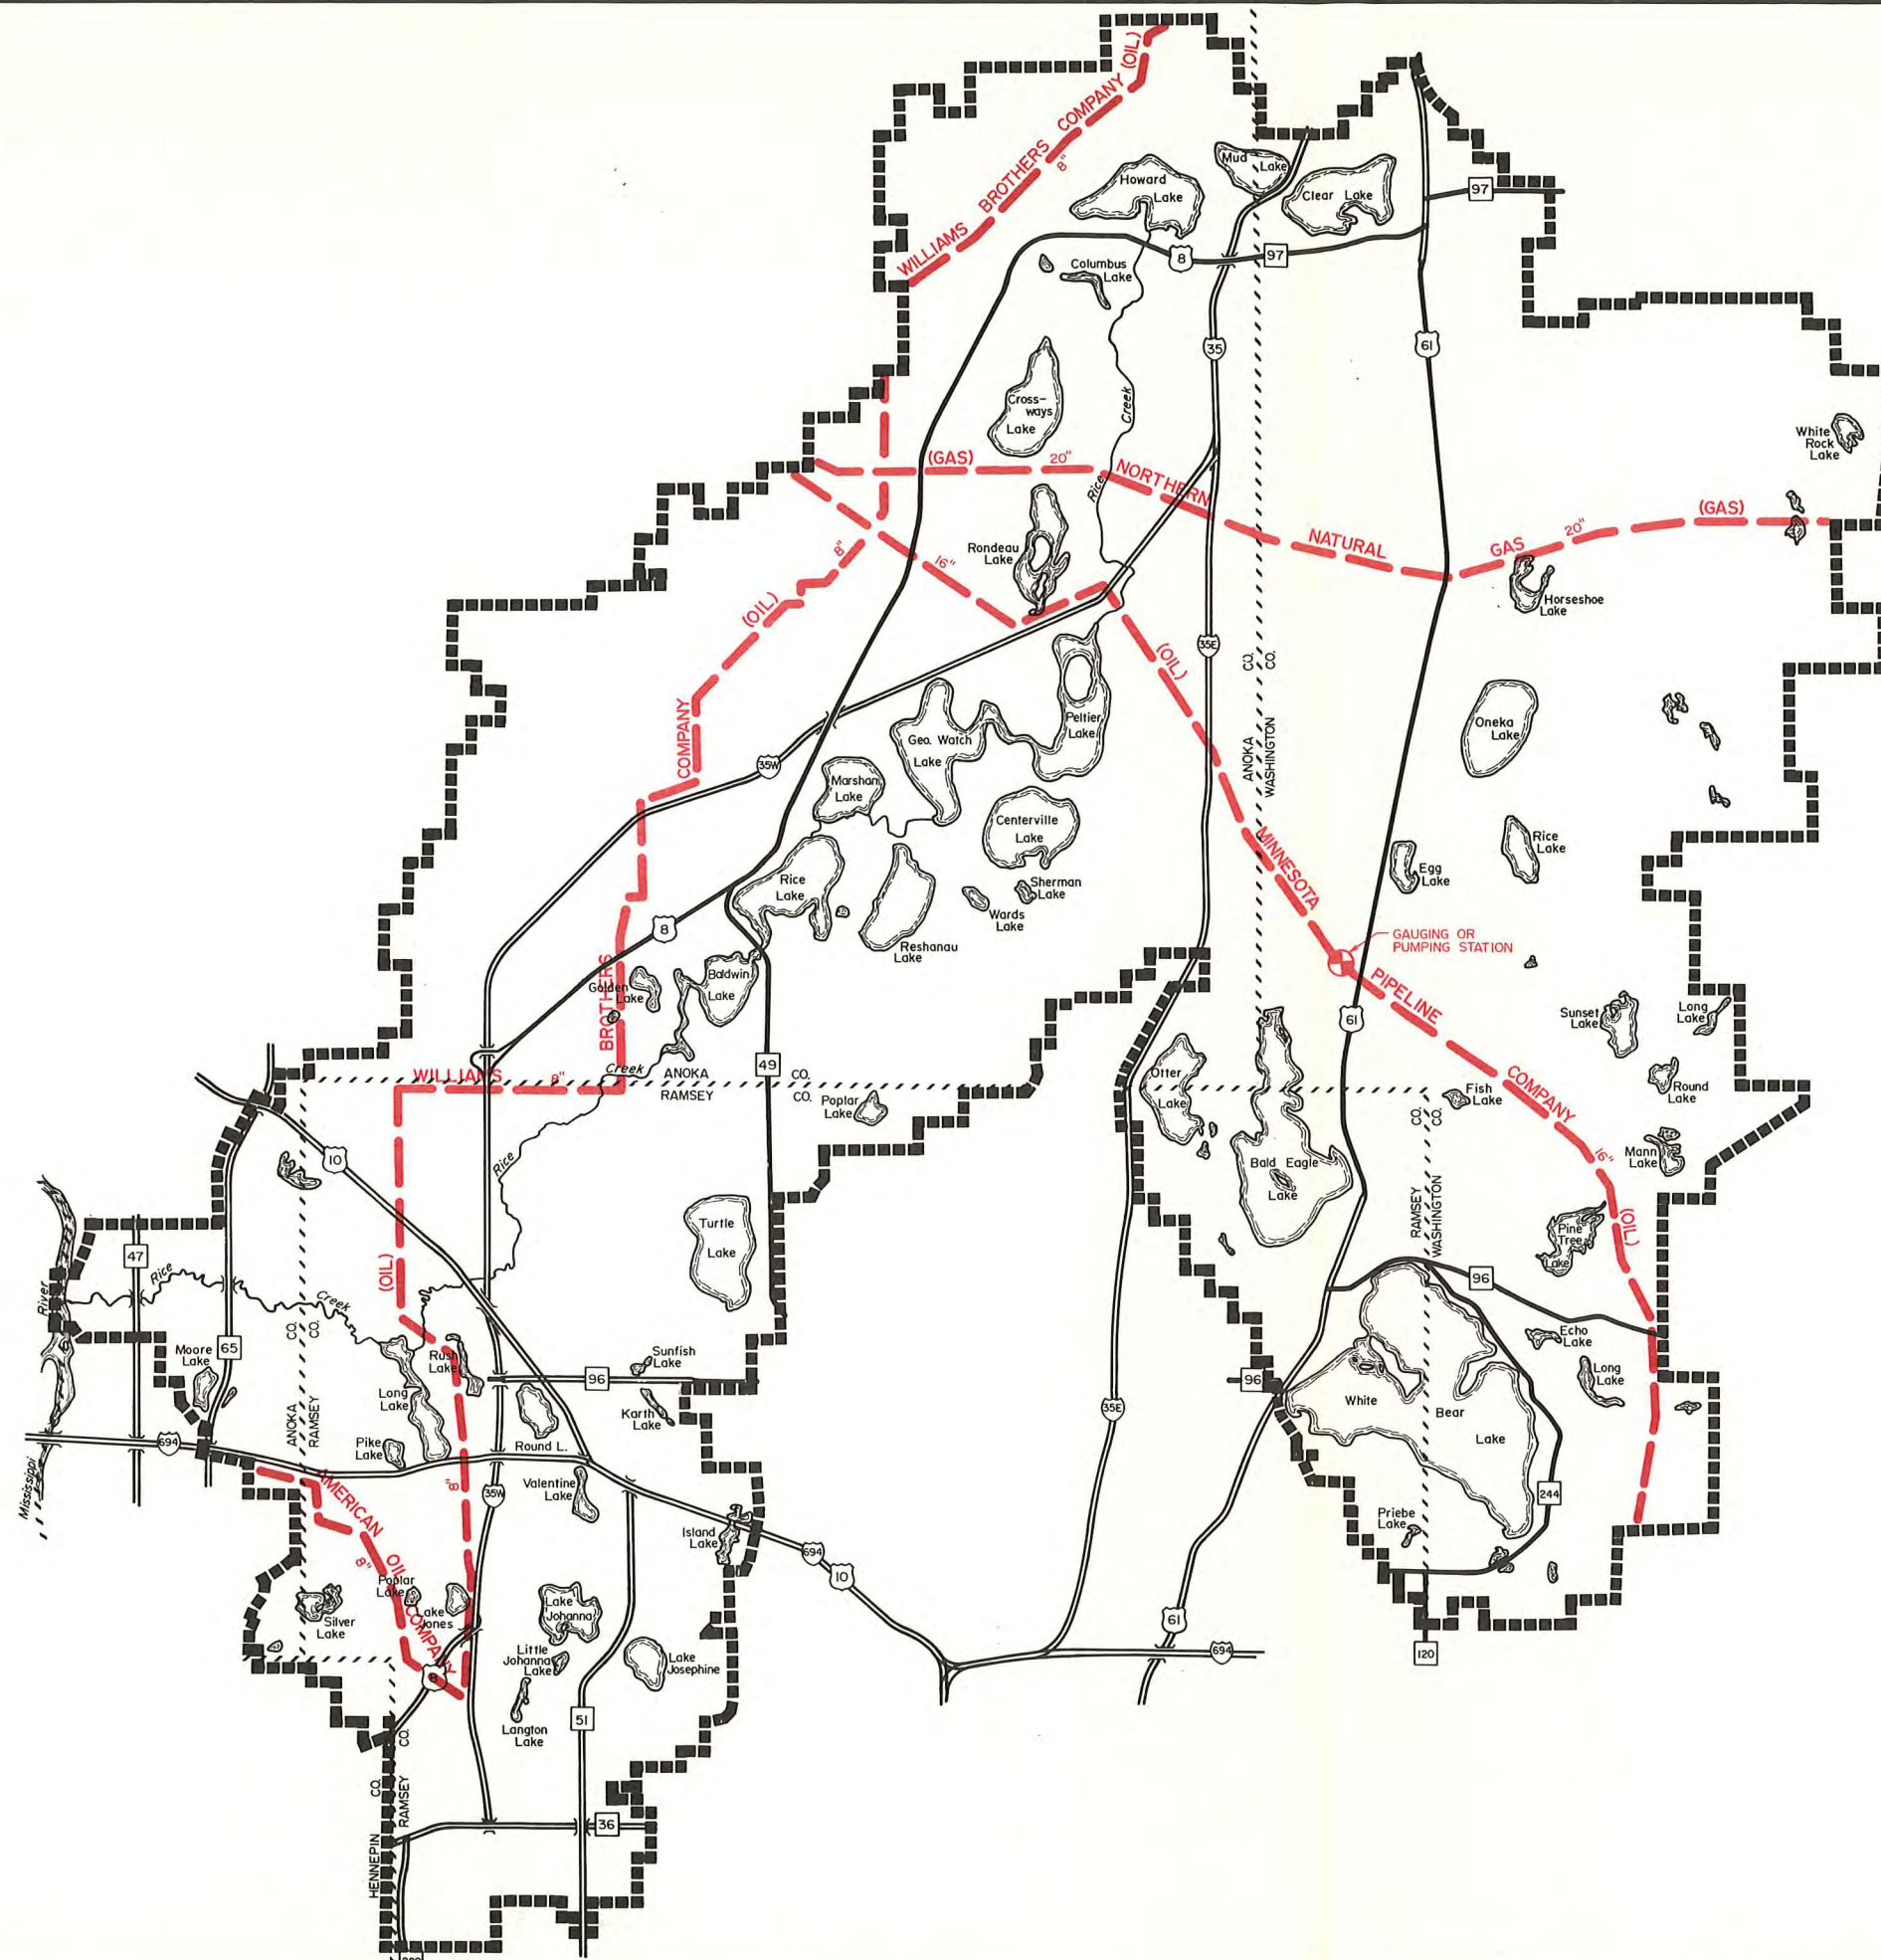 (OIL)
WILLIAMS BROTHERS COMPANY
8"
Mud Lake
Howard
Lake
Clear Lake
97
8
97
Columbus
Lake
35
61
Creek
Cross-
ways
Lake
White
Rock
Lake
(GAS)
20"
NORTHERN
NATURAL
GAS
20"
(GAS)
Rice
8"
16"
Rondeau
Lake
Horseshoe
Lake
(OIL)
35E
(OIL)
ANOKA CO.
WASHINGTON CO.
COMPANY
Peltier
Lake
Geo. Watch
Lake
Oneka
Lake
35W
Marshan
Lake
Centerville
Lake
MINNESOTA
Rice
Lake
Rice
Lake
Egg
Lake
Sherman
Lake
Wards
Lake
8
Reshanau
Lake
GAUGING OR
PUMPING STATION
BROTHERS
Golden
Lake
Baldwin
Lake
PIPELINE
61
Sunset
Lake
Long
Lake
49
Otter
Lake
WILLIAMS
8"
Creek
ANOKA CO.
RAMSEY CO.
Poplar
Lake
COMPANY
Fish
Lake
Round
Lake
10
Rice
Bald Eagle
Lake
16"
Mann
Lake
RAMSEY CO.
WASHINGTON CO.
Turtle
Lake
Pine
Tree
Lake
(OIL)
47
Rice
Creek
(OIL)
River
96
65
ANOKA CO.
RAMSEY CO.
Moore
Lake
Rush
Lake
Sunfish
Lake
96
Echo
Lake
Long
Lake
96
Long
Lake
Karth
Lake
White
Bear
Lake
35E
694
Pike
Lake
Round L.
Mississippi
AMERICAN
8"
35W
Valentine
Lake
244
Priebe
Lake
Island
Lake
694
10
8"
OIL
Poplar
Lake
Lake
Jones
Silver
Lake
Lake
Johanna
COMPANY
Little
Johanna
Lake
Lake
Josephine
61
694
120
8
Langton
Lake
51
HENNEPIN CO.
RAMSEY CO.
36